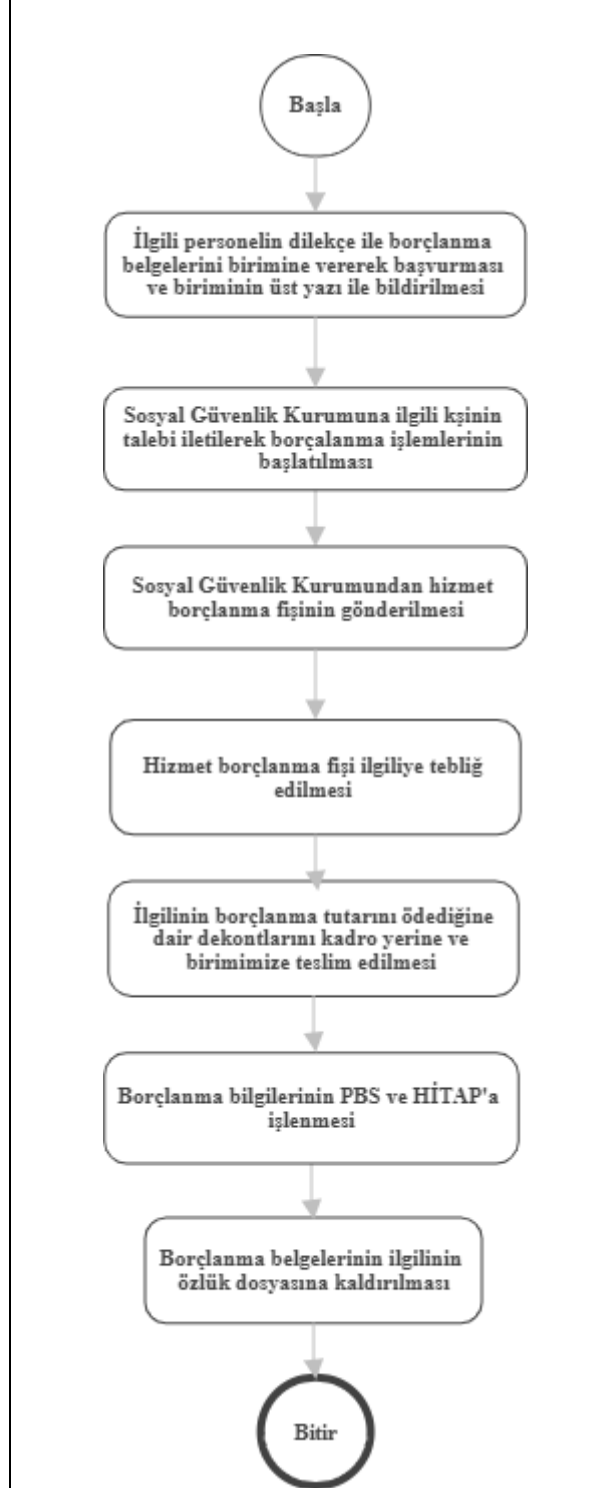 Başla
İlgili personelin dilekçe ile borçlanma
belgelerini birimine vererek başvurması
ve biriminin üst yazı ile bildirilmesi
Sosyal Güvenlik Kurumuna ilgili kşinin
talebi iletilerek borçalanma işlemlerinin
başlatılması
Sosyal Güvenlik Kurumundan hizmet
borçlanma fişinin gönderilmesi
Hizmet borçlanma fişi ilgiliye tebliğ
edilmesi
İlgilinin borçlanma tutarını ödediğine
dair dekontlarını kadro yerine ve
birimimize teslim edilmesi
Borçlanma bilgilerinin PBS ve HİTAP'a
işlenmesi
Borçlanma belgelerinin ilgilinin
özlük dosyasına kaldırılması
Bitir